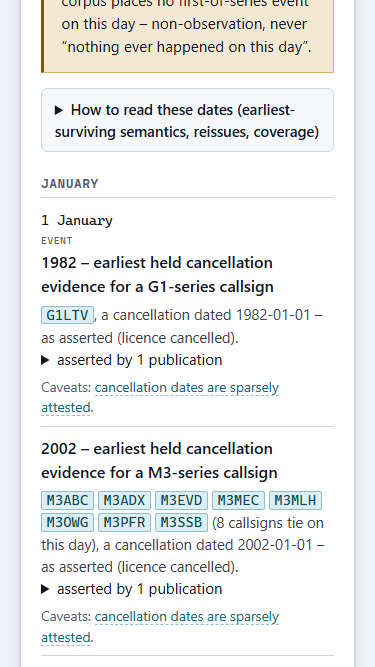 corpus places no first-of-series event
on this day – non-observation, never
“nothing ever happened on this day”.
▶ How to read these dates (earliest-
surviving semantics, reissues, coverage)
JANUARY
1 January
EVENT
1982 – earliest held cancellation
evidence for a G1-series callsign
G1LTV, a cancellation dated 1982-01-01 –
as asserted (licence cancelled).
▶ asserted by 1 publication
Caveats: cancellation dates are sparsely
attested.
2002 – earliest held cancellation
evidence for a M3-series callsign
M3ABC M3ADX M3EVD M3MEC M3MLH
M3OWG M3PFR M3SSB (8 callsigns tie on
this day), a cancellation dated 2002-01-01 –
as asserted (licence cancelled).
▶ asserted by 1 publication
Caveats: cancellation dates are sparsely
attested.